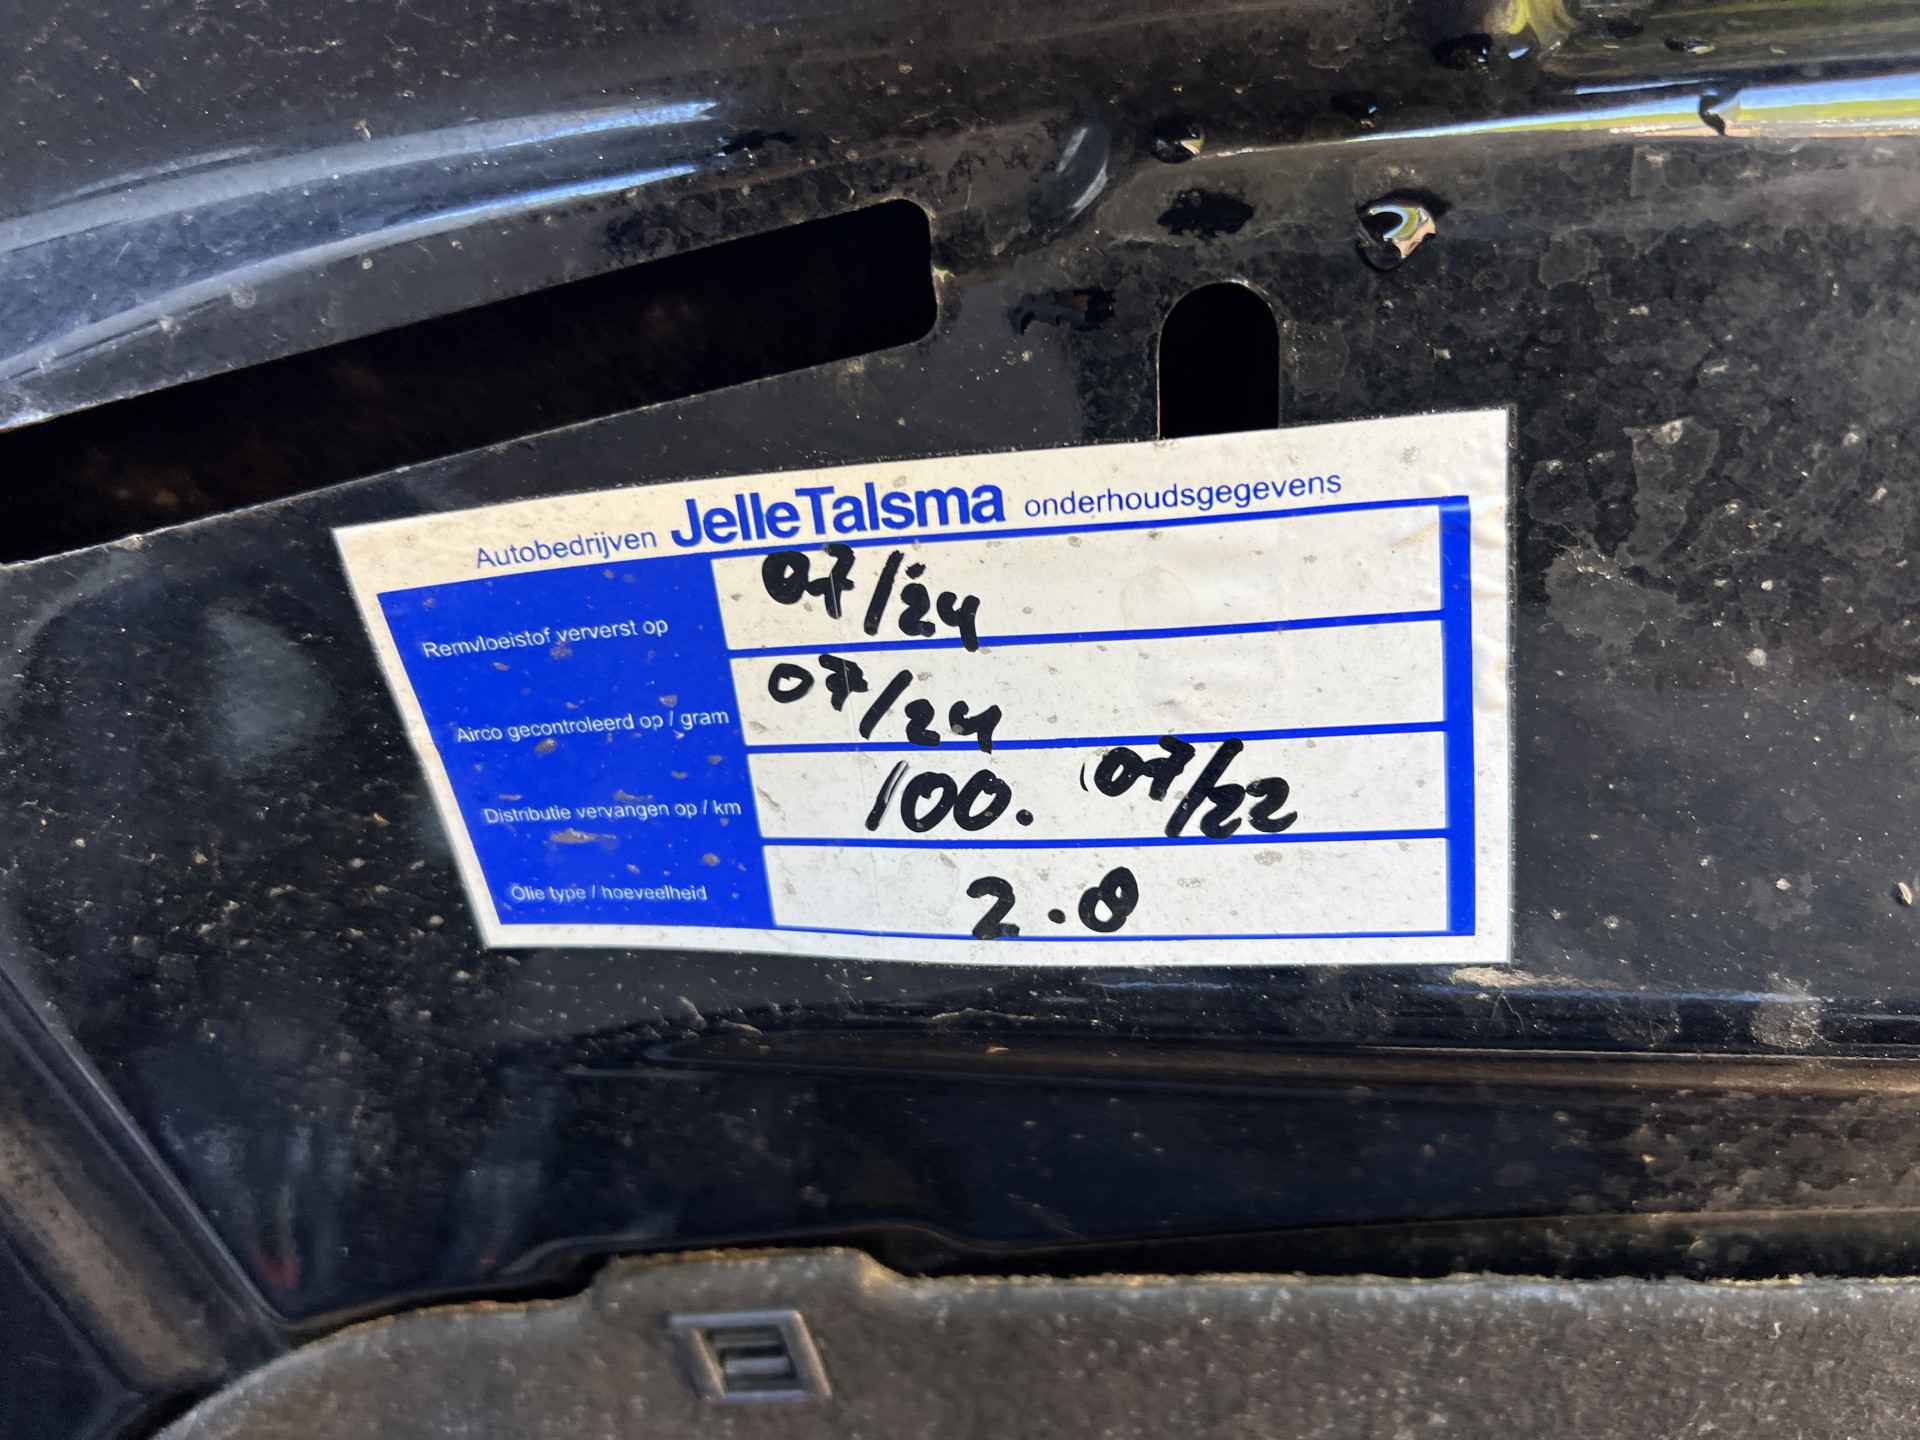 Autobedrijven JelleTalsma onderhoudsgegevens
Remvloeistof ververst op 07/24
Airco gecontroleerd op / gram 07/24
Distributie vervangen op / km 100. 07/22
Olie type / hoeveelheid 2.8